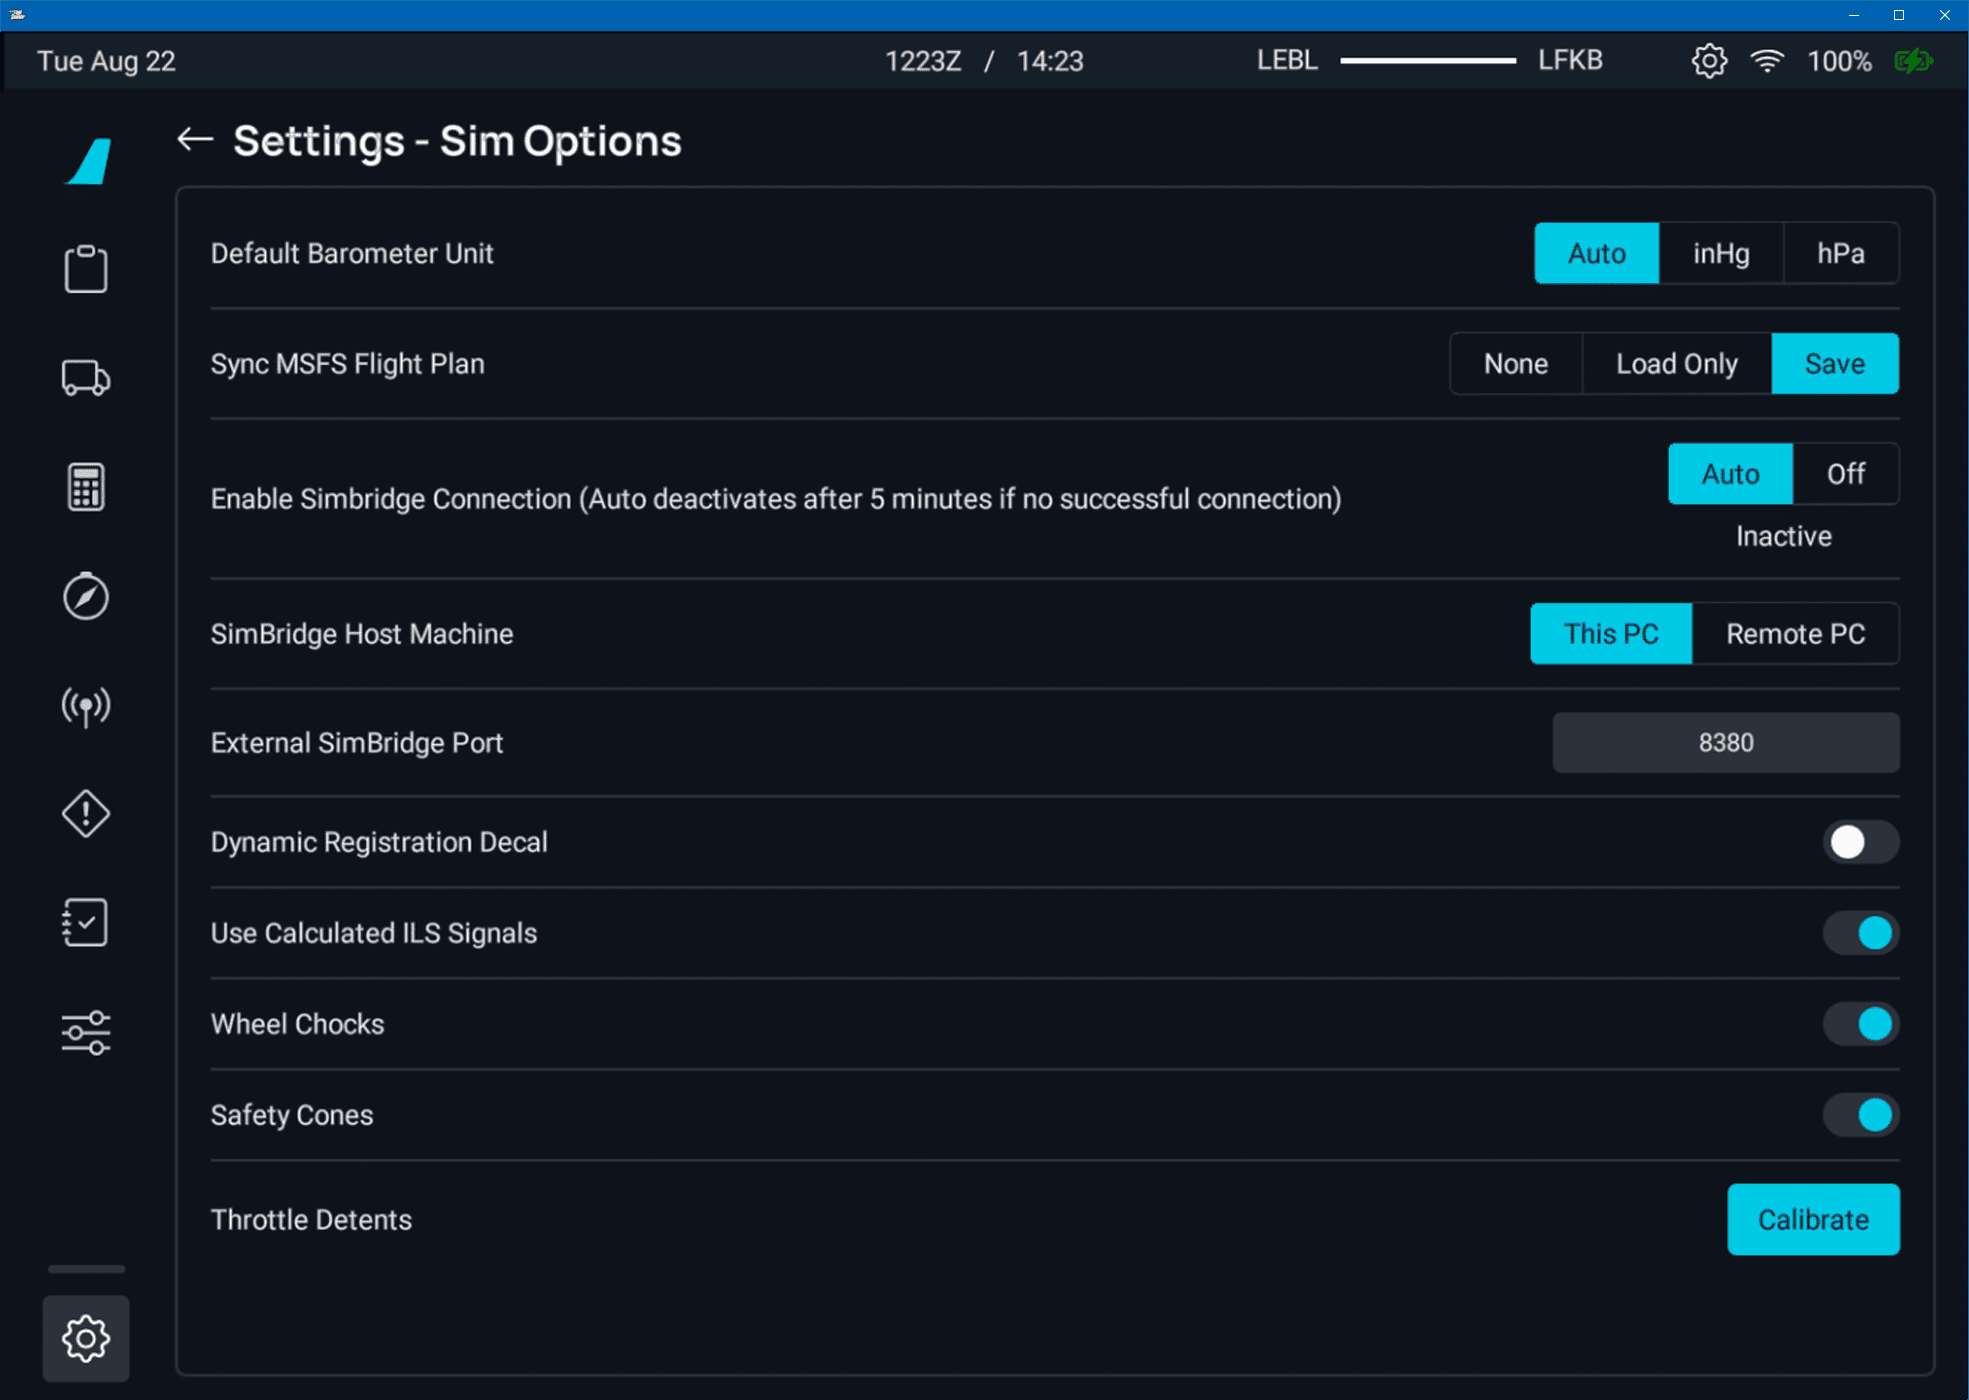 Tue Aug 22
1223Z / 14:23
LEBL LFKB
100%
Settings - Sim Options
Default Barometer Unit
Auto inHg hPa
Sync MSFS Flight Plan
None Load Only Save
Enable Simbridge Connection (Auto deactivates after 5 minutes if no successful connection)
Auto Off
Inactive
SimBridge Host Machine
This PC Remote PC
External SimBridge Port
8380
Dynamic Registration Decal
Use Calculated ILS Signals
Wheel Chocks
Safety Cones
Throttle Detents
Calibrate